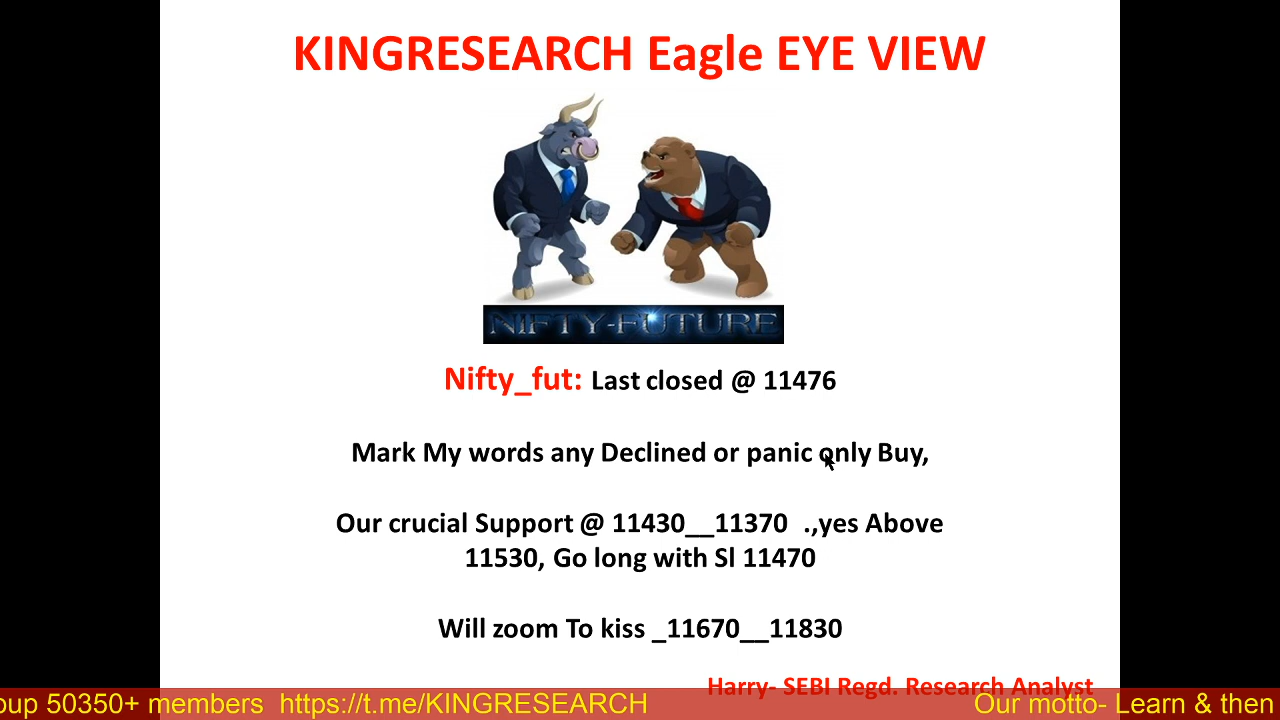 KINGRESEARCH Eagle EYE VIEW
NIFTY-FUTURE
Nifty_fut: Last closed @ 11476
Mark My words any Declined or panic only Buy,
Our crucial Support @ 11430__11370 .,yes Above
11530, Go long with Sl 11470
Will zoom To kiss _11670__11830
Harry- SEBI Regd. Research Analyst
oup 50350+ members https://t.me/KINGRESEARCH Our motto- Learn & then